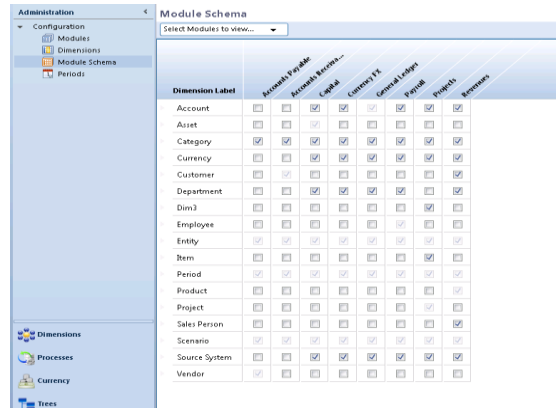 Administration
Configuration
Modules
Dimensions
Module Schema
Periods
Dimensions
Processes
Currency
Trees
Module Schema
Select Modules to view...
Dimension Label
Accounts Payable
Accounts Receiva...
Capital
Currency FX
General Ledger
Payroll
Projects
Revenues
Account
Asset
Category
Currency
Customer
Department
Dim3
Employee
Entity
Item
Period
Product
Project
Sales Person
Scenario
Source System
Vendor